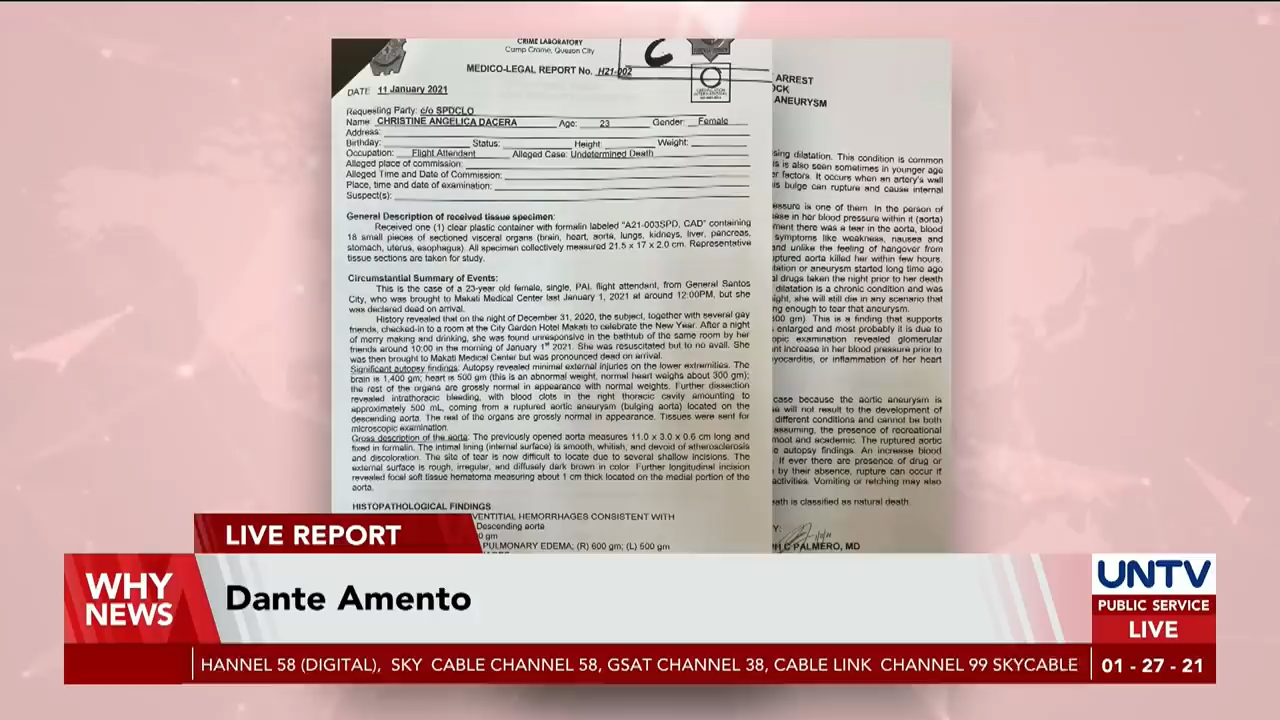 CRIME LABORATORY
Camp Crame, Quezon City
MEDICO-LEGAL REPORT No. H21-002
DATE 11 January 2021
Requesting Party: c/o SPDCLO
Name CHRISTINE ANGELICA DACERA Age: 23 Gender: Female
Address:
Birthday: Status: Height: Weight:
Occupation: Flight Attendant Alleged Case: Undetermined Death
Alleged place of commission:
Alleged Time and Date of Commission:
Place, time and date of examination:
Suspect(s):
General Description of received tissue specimen:
Received one (1) clear plastic container with formalin labeled "A21-003SPD, CAD" containing
18 small pieces of sectioned visceral organs (brain, heart, aorta, lungs, kidneys, liver, pancreas,
stomach, uterus, esophagus). All specimen collectively measured 21.5 x 17 x 2.0 cm. Representative
tissue sections are taken for study.
Circumstantial Summary of Events:
This is the case of a 23-year old female, single, PAL flight attendant, from General Santos
City, who was brought to Makati Medical Center last January 1, 2021 at around 12:00PM, but she
was declared dead on arrival.
History revealed that on the night of December 31, 2020, the subject, together with several gay
friends, checked-in to a room at the City Garden Hotel Makati to celebrate the New Year. After a night
of merry making and drinking, she was found unresponsive in the bathtub of the same room by her
friends around 10:00 in the morning of January 1st 2021. She was resuscitated but to no avail. She
was then brought to Makati Medical Center but was pronounced dead on arrival.
Significant autopsy findings: Autopsy revealed minimal external injuries on the lower extremities. The
brain is 1,400 gm; heart is 500 gm (this is an abnormal weight, normal heart weighs about 300 gm);
the rest of the organs are grossly normal in appearance with normal weights. Further dissection
revealed intrathoracic bleeding, with blood clots in the right thoracic cavity amounting to
approximately 500 mL, coming from a ruptured aortic aneurysm (bulging aorta) located on the
descending aorta. The rest of the organs are grossly normal in appearance. Tissues were sent for
microscopic examination.
Gross description of the aorta: The previously opened aorta measures 11.0 x 3.0 x 0.6 cm long and
fixed in formalin. The intimal lining (internal surface) is smooth, whitish, and devoid of atherosclerosis
and discoloration. The site of tear is now difficult to locate due to several shallow incisions. The
external surface is rough, irregular, and diffusely dark brown in color. Further longitudinal incision
revealed focal soft tissue hematoma measuring about 1 cm thick located on the medial portion of the
aorta.
HISTOPATHOLOGICAL FINDINGS
VENTITIAL HEMORRHAGES CONSISTENT WITH
Descending aorta
0 gm
PULMONARY EDEMA; (R) 600 gm; (L) 500 gm
ARREST
OCK
ANEURYSM
sing dilatation. This condition is common
is is also seen sometimes in younger age
er factors. It occurs when an artery's wall
is bulge can rupture and cause internal
essure is one of them. In the person of
ase in her blood pressure within it (aorta)
ment there was a tear in the aorta, blood
symptoms like weakness, nausea and
and unlike the feeling of hangover from
uptured aorta killed her within few hours.
tation or aneurysm started long time ago
al drugs taken the night prior to her death
dilatation is a chronic condition and was
ight, she will still die in any scenario that
ng enough to tear that aneurysm.
500 gm). This is a finding that supports
enlarged and most probably it is due to
opic examination revealed glomerular
nt increase in her blood pressure prior to
yocarditis, or inflammation of her heart
case because the aortic aneurysm is
e will not result to the development of
different conditions and cannot be both
assuming, the presence of recreational
moot and academic. The ruptured aortic
e autopsy findings. An increase blood
If ever there are presence of drug or
by their absence, rupture can occur if
activities. Vomiting or retching may also
eath is classified as natural death.
Y:
H C PALMERO, MD
LIVE REPORT
WHY
NEWS
Dante Amento
UNTV
PUBLIC SERVICE
LIVE
HANNEL 58 (DIGITAL), SKY CABLE CHANNEL 58, GSAT CHANNEL 38, CABLE LINK CHANNEL 99 SKYCABLE
01 - 27 - 21